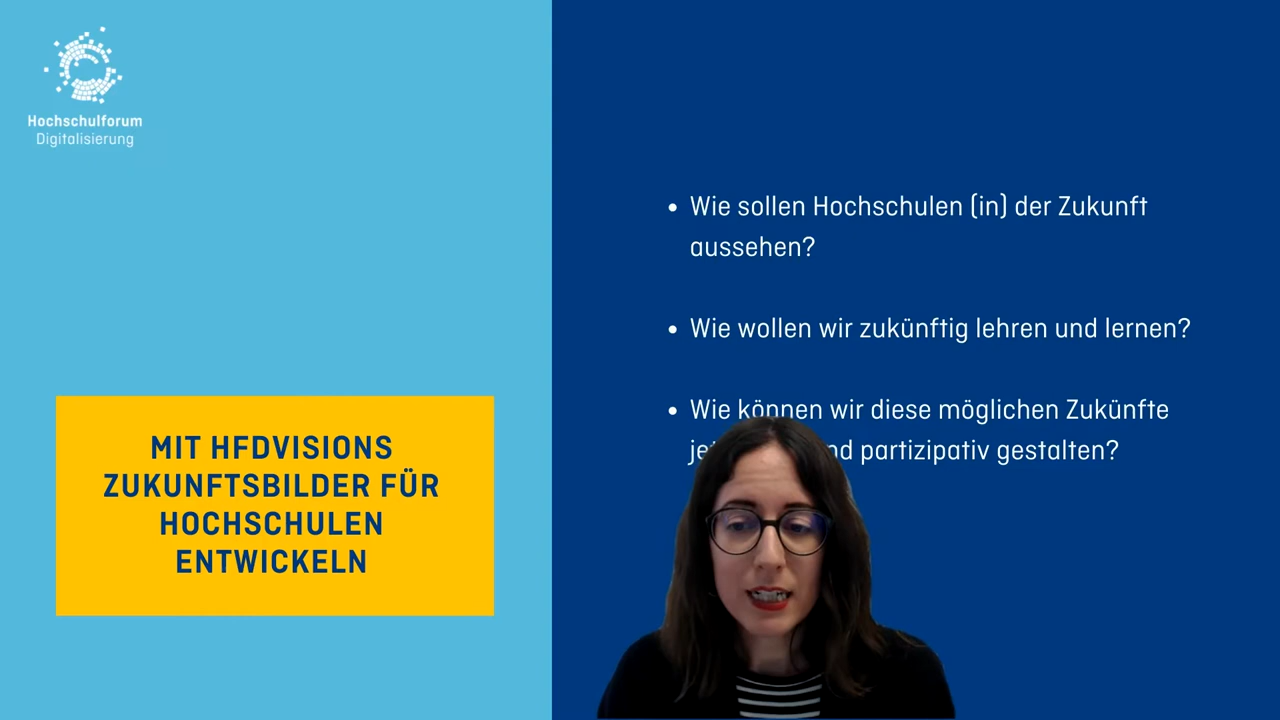 Hochschulforum
Digitalisierung
MIT HFDVISIONS
ZUKUNFTSBILDER FÜR
HOCHSCHULEN
ENTWICKELN
• Wie sollen Hochschulen (in) der Zukunft
aussehen?
• Wie wollen wir zukünftig lehren und lernen?
• Wie können wir diese möglichen Zukünfte
partizipativ gestalten?